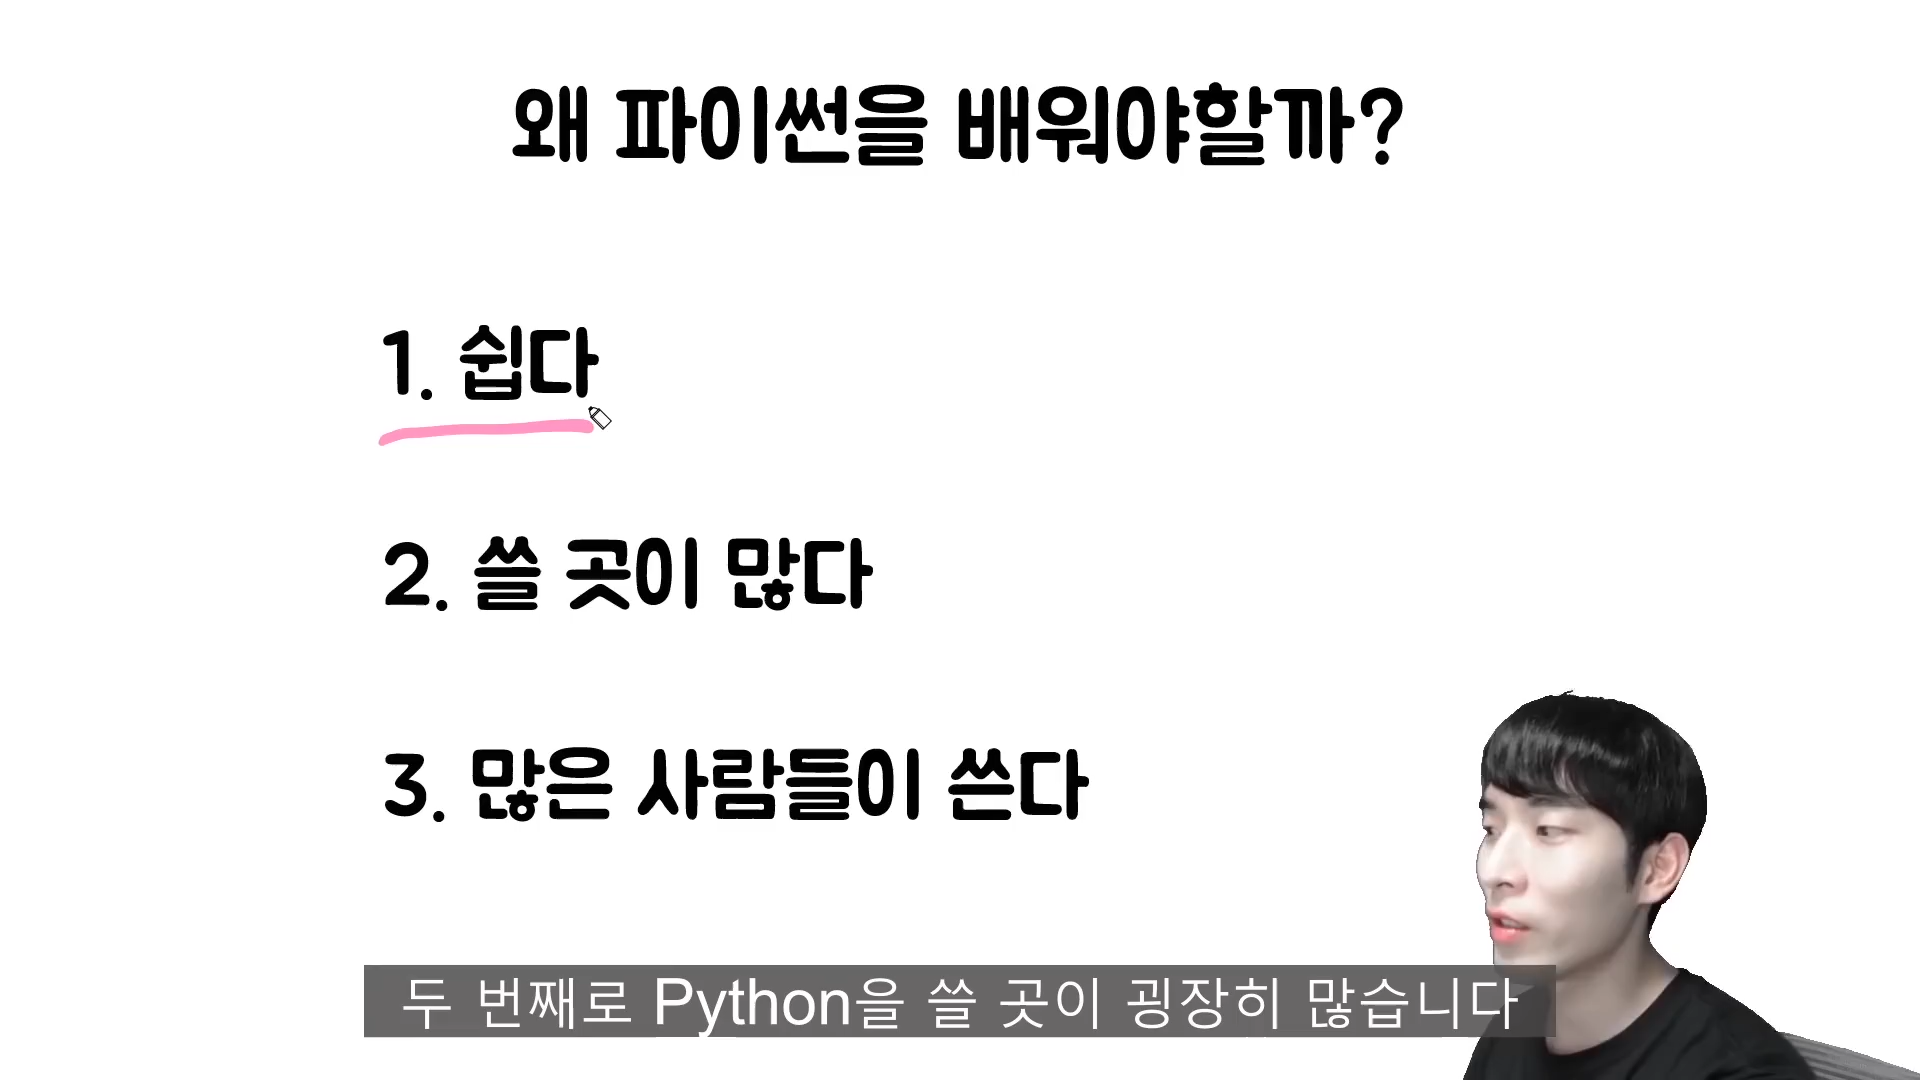 왜 파이썬을 배워야할까?
1. 쉽다
2. 쓸 곳이 많다
3. 많은 사람들이 쓴다
두 번째로 Python을 쓸 곳이 굉장히 많습니다